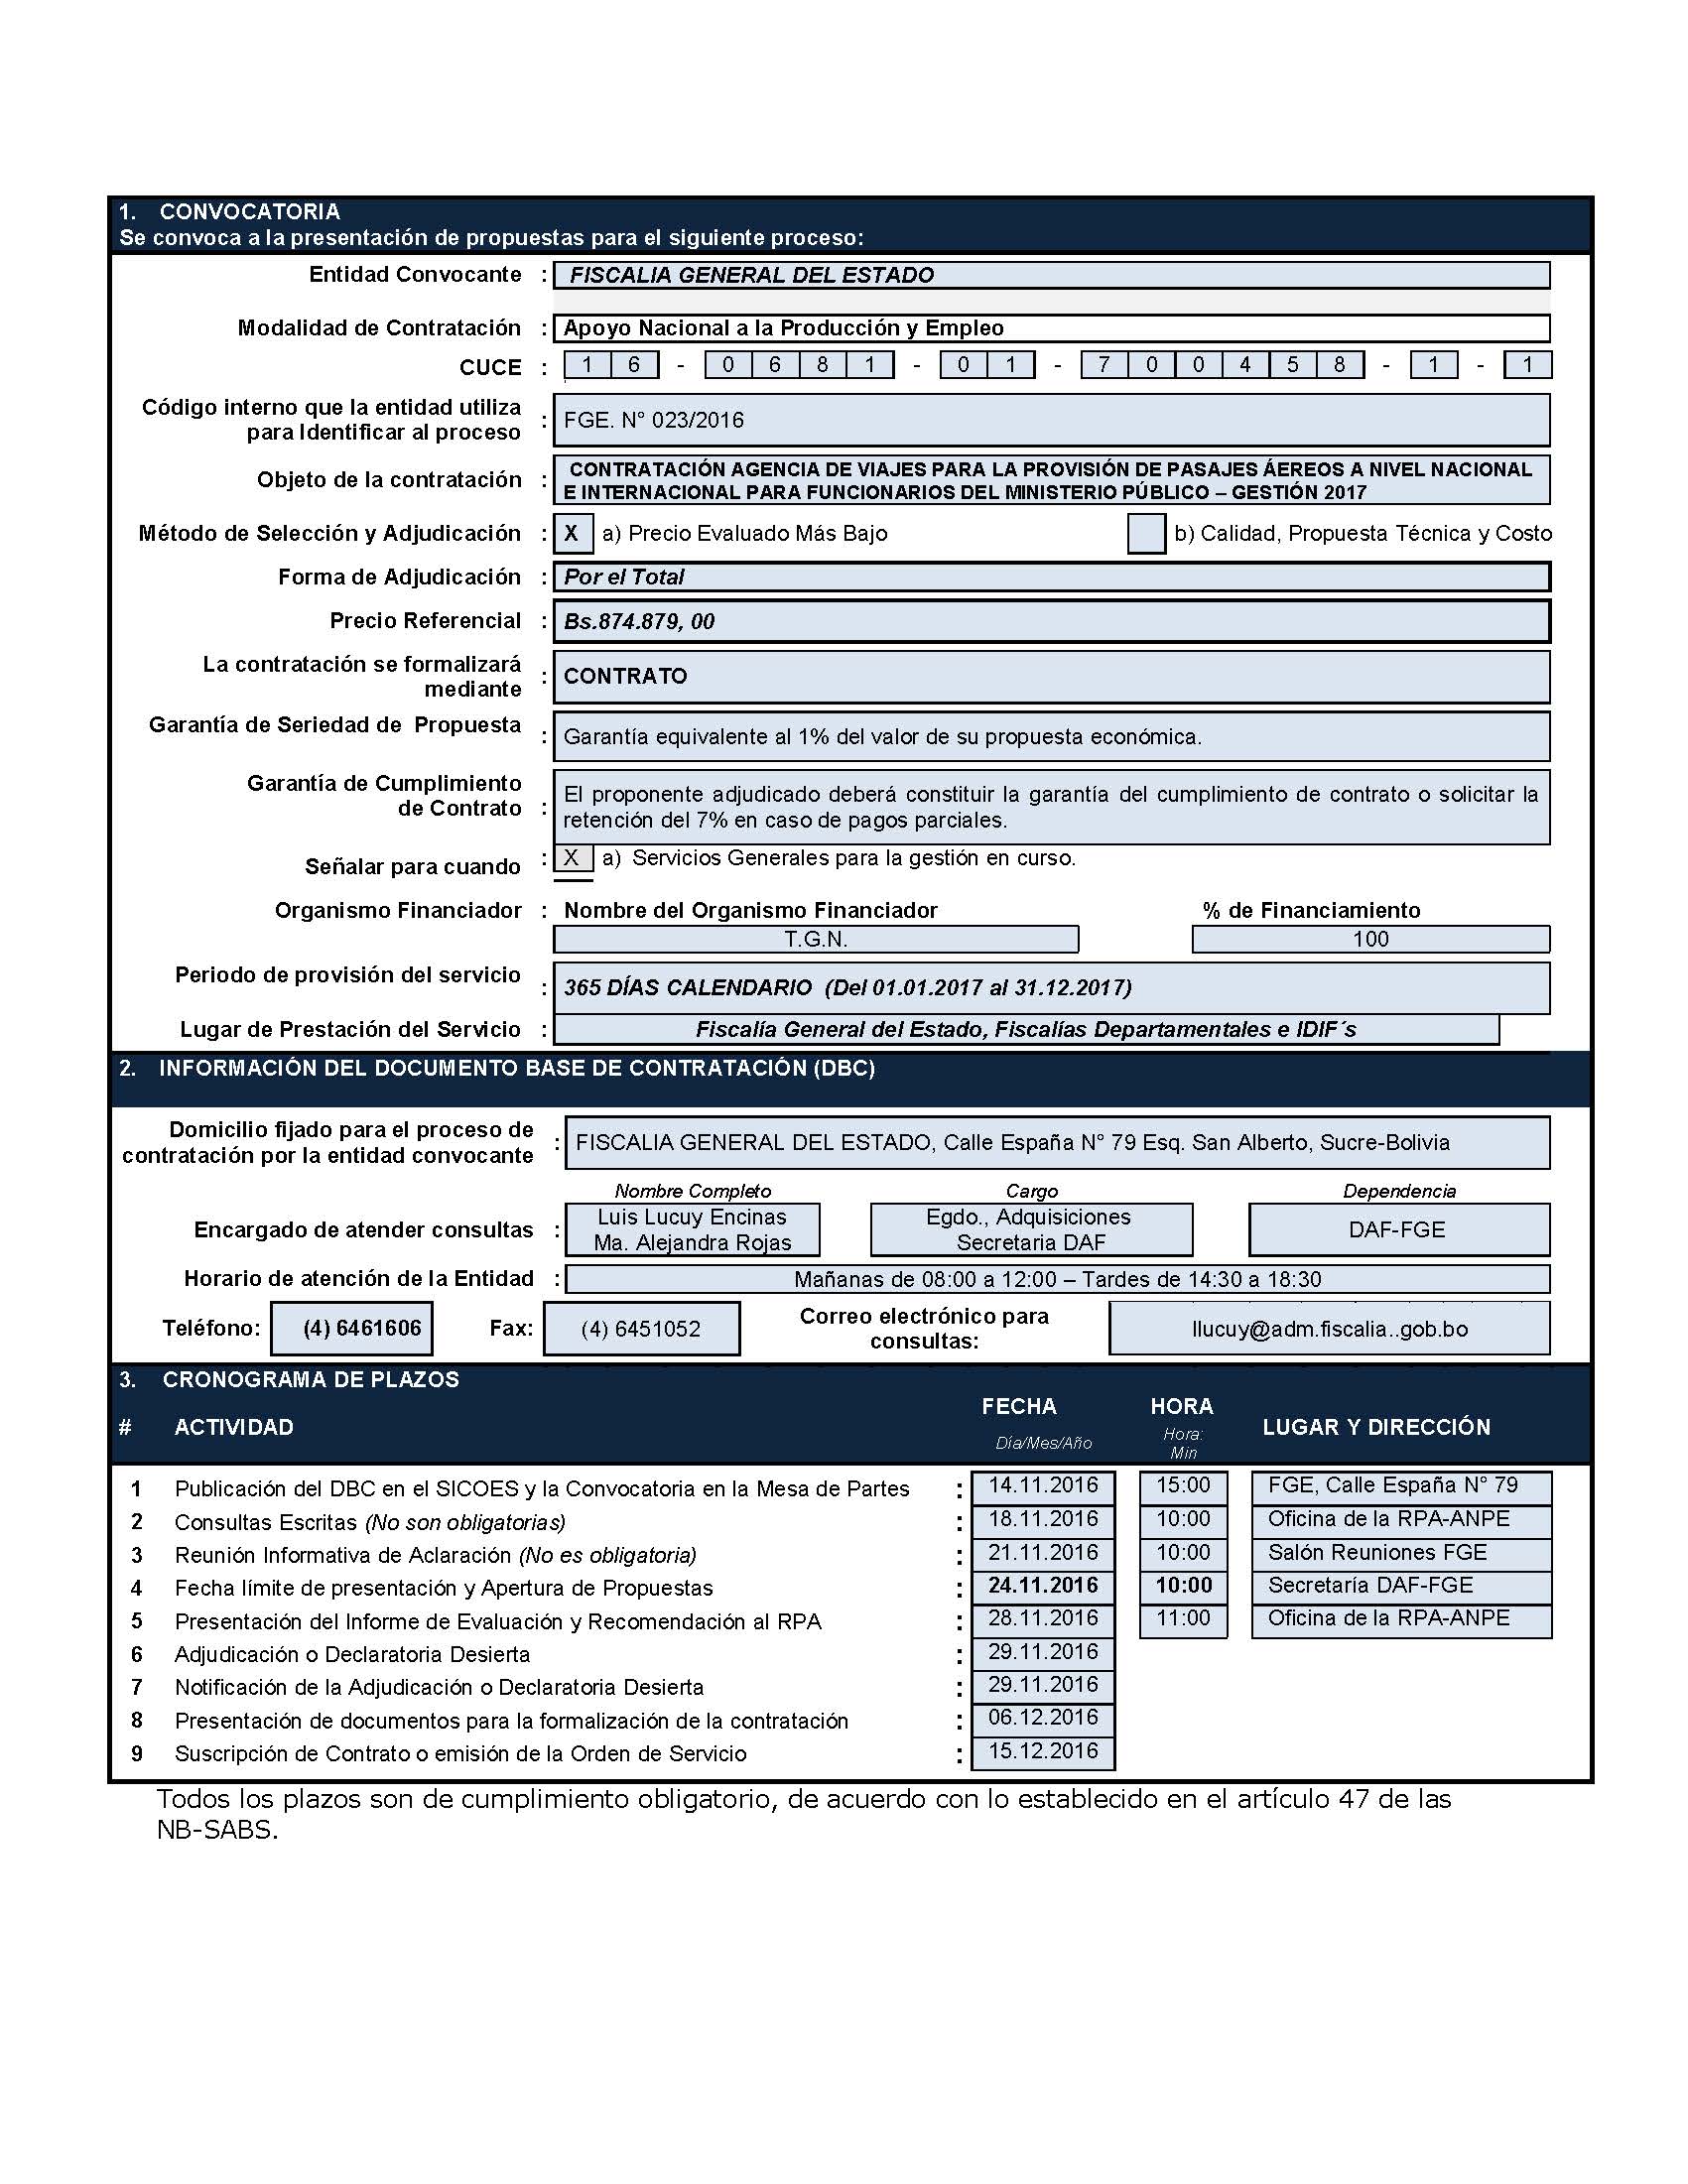 1. CONVOCATORIA
Se convoca a la presentación de propuestas para el siguiente proceso:
Entidad Convocante : FISCALIA GENERAL DEL ESTADO
Modalidad de Contratación : Apoyo Nacional a la Producción y Empleo
CUCE : 1 6 - 0 6 8 1 - 0 1 - 7 0 0 4 5 8 - 1 - 1
Código interno que la entidad utiliza
para Identificar al proceso : FGE. N° 023/2016
Objeto de la contratación : CONTRATACIÓN AGENCIA DE VIAJES PARA LA PROVISIÓN DE PASAJES ÁEREOS A NIVEL NACIONAL
E INTERNACIONAL PARA FUNCIONARIOS DEL MINISTERIO PÚBLICO – GESTIÓN 2017
Método de Selección y Adjudicación : X a) Precio Evaluado Más Bajo b) Calidad, Propuesta Técnica y Costo
Forma de Adjudicación : Por el Total
Precio Referencial : Bs.874.879, 00
La contratación se formalizará
mediante : CONTRATO
Garantía de Seriedad de Propuesta : Garantía equivalente al 1% del valor de su propuesta económica.
Garantía de Cumplimiento
de Contrato : El proponente adjudicado deberá constituir la garantía del cumplimiento de contrato o solicitar la
retención del 7% en caso de pagos parciales.
Señalar para cuando : X a) Servicios Generales para la gestión en curso.
Organismo Financiador : Nombre del Organismo Financiador % de Financiamiento
T.G.N. 100
Periodo de provisión del servicio : 365 DÍAS CALENDARIO (Del 01.01.2017 al 31.12.2017)
Lugar de Prestación del Servicio : Fiscalía General del Estado, Fiscalías Departamentales e IDIF´s
2. INFORMACIÓN DEL DOCUMENTO BASE DE CONTRATACIÓN (DBC)
Domicilio fijado para el proceso de
contratación por la entidad convocante : FISCALIA GENERAL DEL ESTADO, Calle España N° 79 Esq. San Alberto, Sucre-Bolivia
Nombre Completo Cargo Dependencia
Encargado de atender consultas : Luis Lucuy Encinas Egdo., Adquisiciones DAF-FGE
Ma. Alejandra Rojas Secretaria DAF
Horario de atención de la Entidad : Mañanas de 08:00 a 12:00 – Tardes de 14:30 a 18:30
Teléfono: (4) 6461606 Fax: (4) 6451052 Correo electrónico para
consultas: llucuy@adm.fiscalia..gob.bo
3. CRONOGRAMA DE PLAZOS
# ACTIVIDAD FECHA HORA LUGAR Y DIRECCIÓN
Día/Mes/Año Hora:
Min
1 Publicación del DBC en el SICOES y la Convocatoria en la Mesa de Partes : 14.11.2016 15:00 FGE, Calle España N° 79
2 Consultas Escritas (No son obligatorias) : 18.11.2016 10:00 Oficina de la RPA-ANPE
3 Reunión Informativa de Aclaración (No es obligatoria) : 21.11.2016 10:00 Salón Reuniones FGE
4 Fecha límite de presentación y Apertura de Propuestas : 24.11.2016 10:00 Secretaría DAF-FGE
5 Presentación del Informe de Evaluación y Recomendación al RPA : 28.11.2016 11:00 Oficina de la RPA-ANPE
6 Adjudicación o Declaratoria Desierta : 29.11.2016
7 Notificación de la Adjudicación o Declaratoria Desierta : 29.11.2016
8 Presentación de documentos para la formalización de la contratación : 06.12.2016
9 Suscripción de Contrato o emisión de la Orden de Servicio : 15.12.2016
Todos los plazos son de cumplimiento obligatorio, de acuerdo con lo establecido en el artículo 47 de las
NB-SABS.